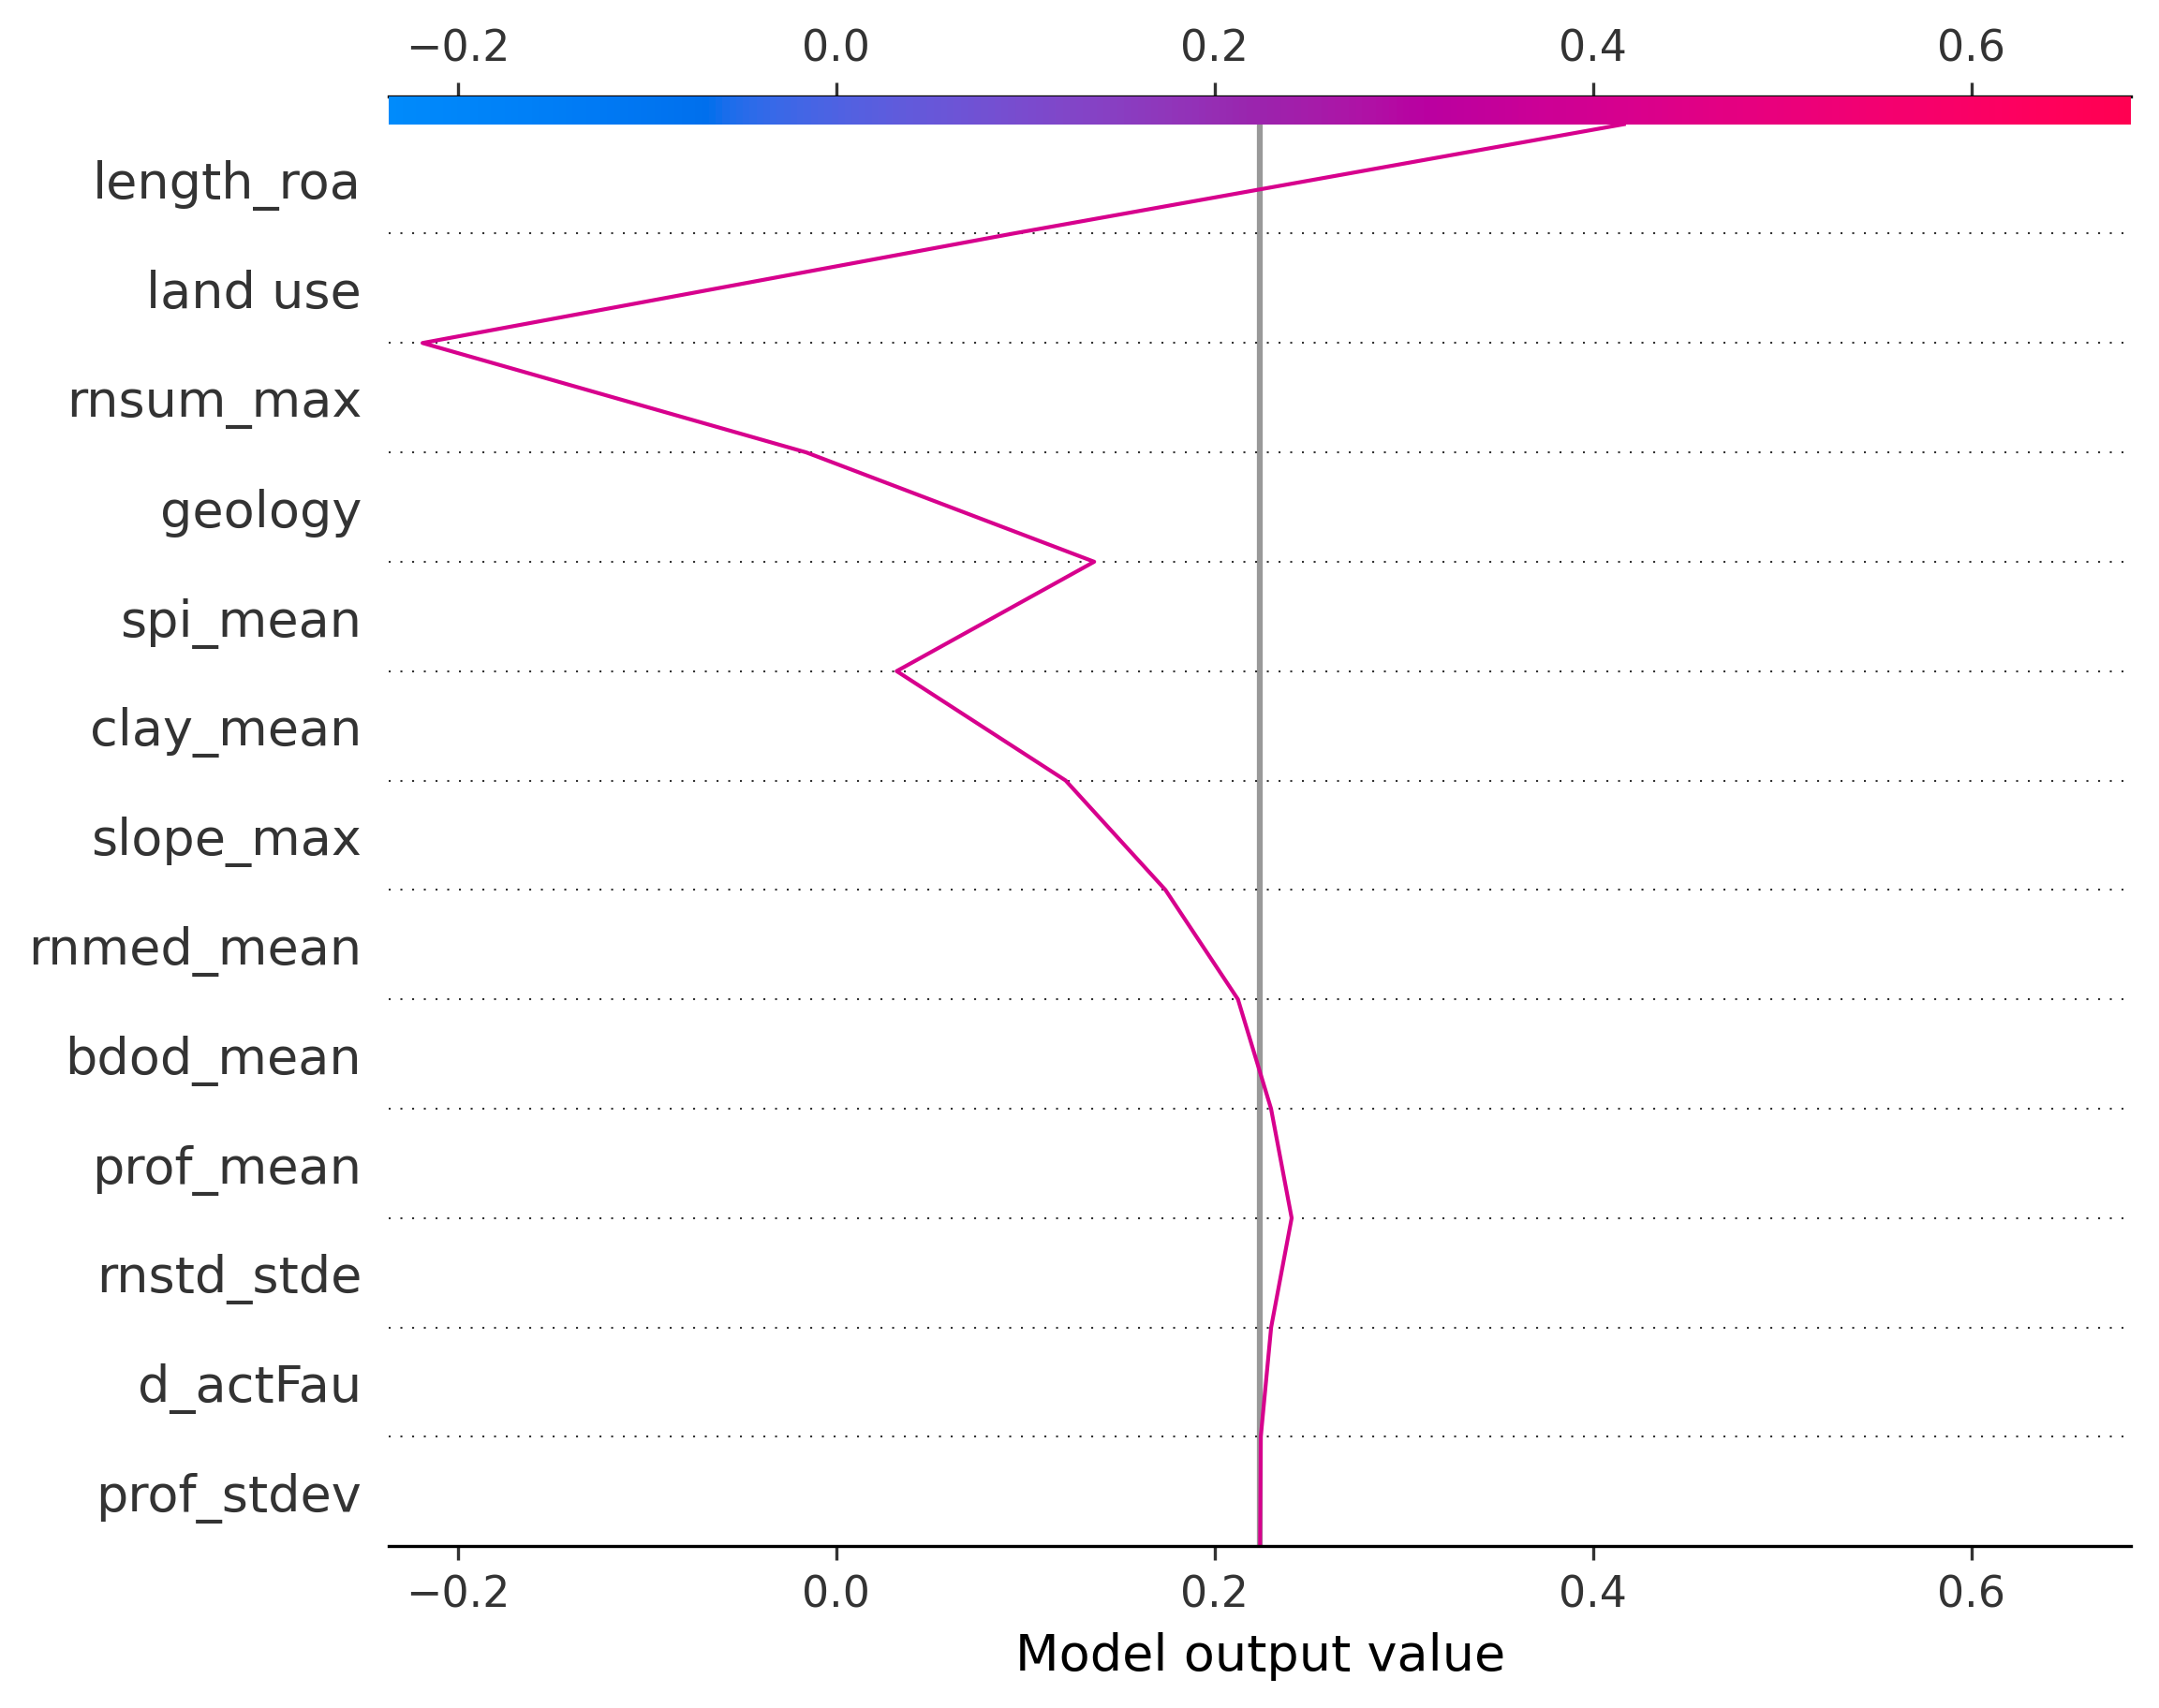 −0.2 0.0 0.2 0.4 0.6
length_roa
land use
rnsum_max
geology
spi_mean
clay_mean
slope_max
rnmed_mean
bdod_mean
prof_mean
rnstd_stde
d_actFau
prof_stdev
−0.2 0.0 0.2 0.4 0.6
Model output value